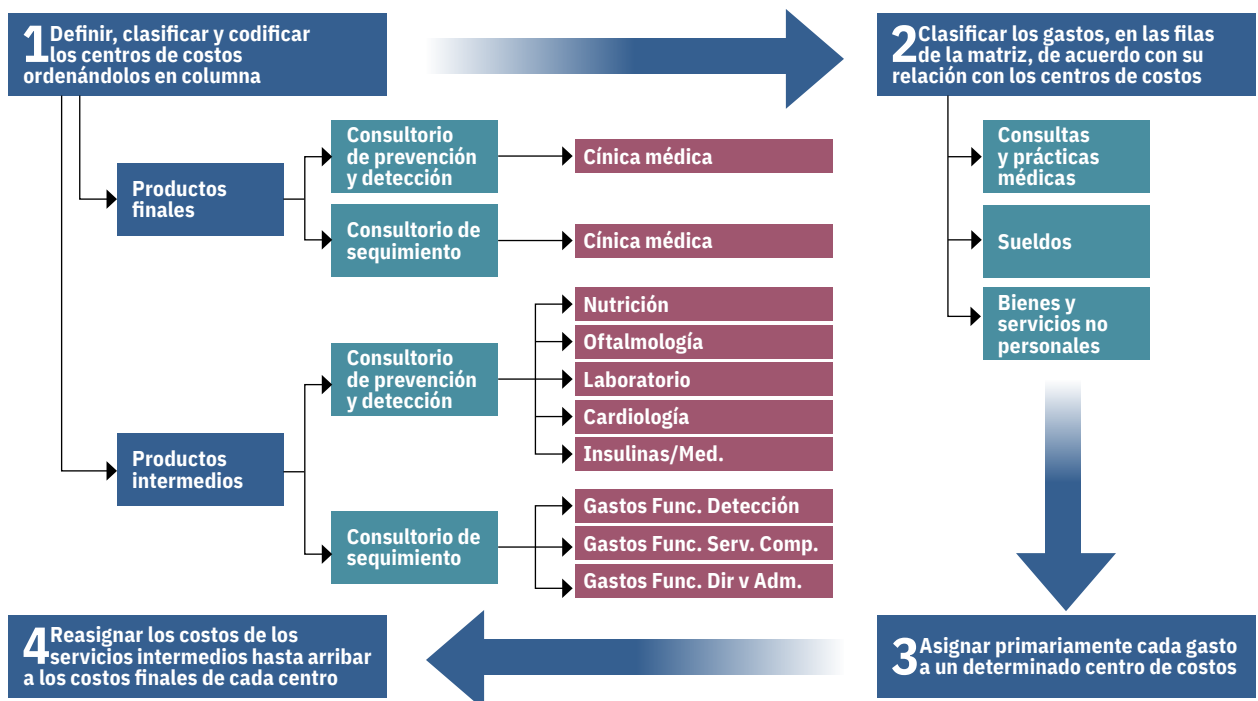 1 Definir, clasificar y codificar
los centros de costos
ordenándolos en columna
2 Clasificar los gastos, en las filas
de la matriz, de acuerdo con su
relación con los centros de costos
Productos
finales
Consultorio
de prevención
y detección
Cínica médica
Consultorio de
sequimiento
Cínica médica
Productos
intermedios
Consultorio
de prevención
y detección
Nutrición
Oftalmología
Laboratorio
Cardiología
Insulinas/Med.
Consultorio de
sequimiento
Gastos Func. Detección
Gastos Func. Serv. Comp.
Gastos Func. Dir v Adm.
Consultas
y prácticas
médicas
Sueldos
Bienes y
servicios no
personales
3 Asignar primariamente cada gasto
a un determinado centro de costos
4 Reasignar los costos de los
servicios intermedios hasta arribar
a los costos finales de cada centro